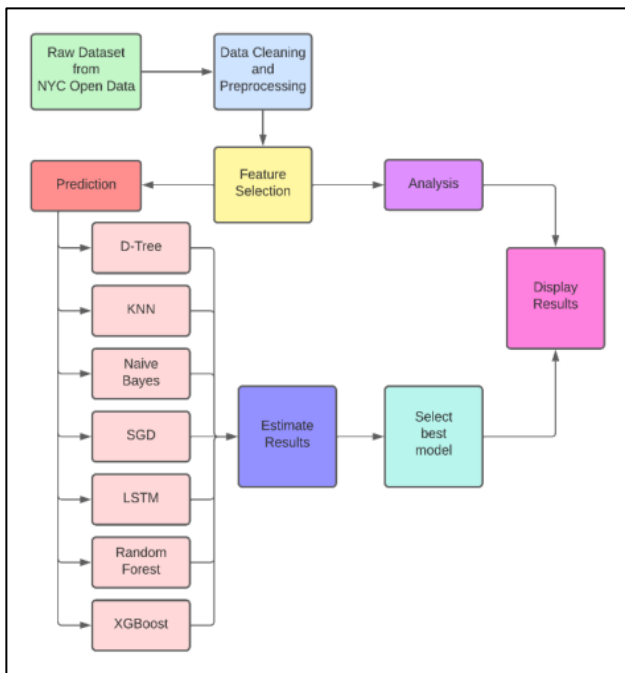 Raw Dataset
from
NYC Open Data
Data Cleaning
and
Preprocessing
Prediction
Feature
Selection
Analysis
D-Tree
KNN
Naive
Bayes
SGD
LSTM
Random
Forest
XGBoost
Estimate
Results
Select
best
model
Display
Results